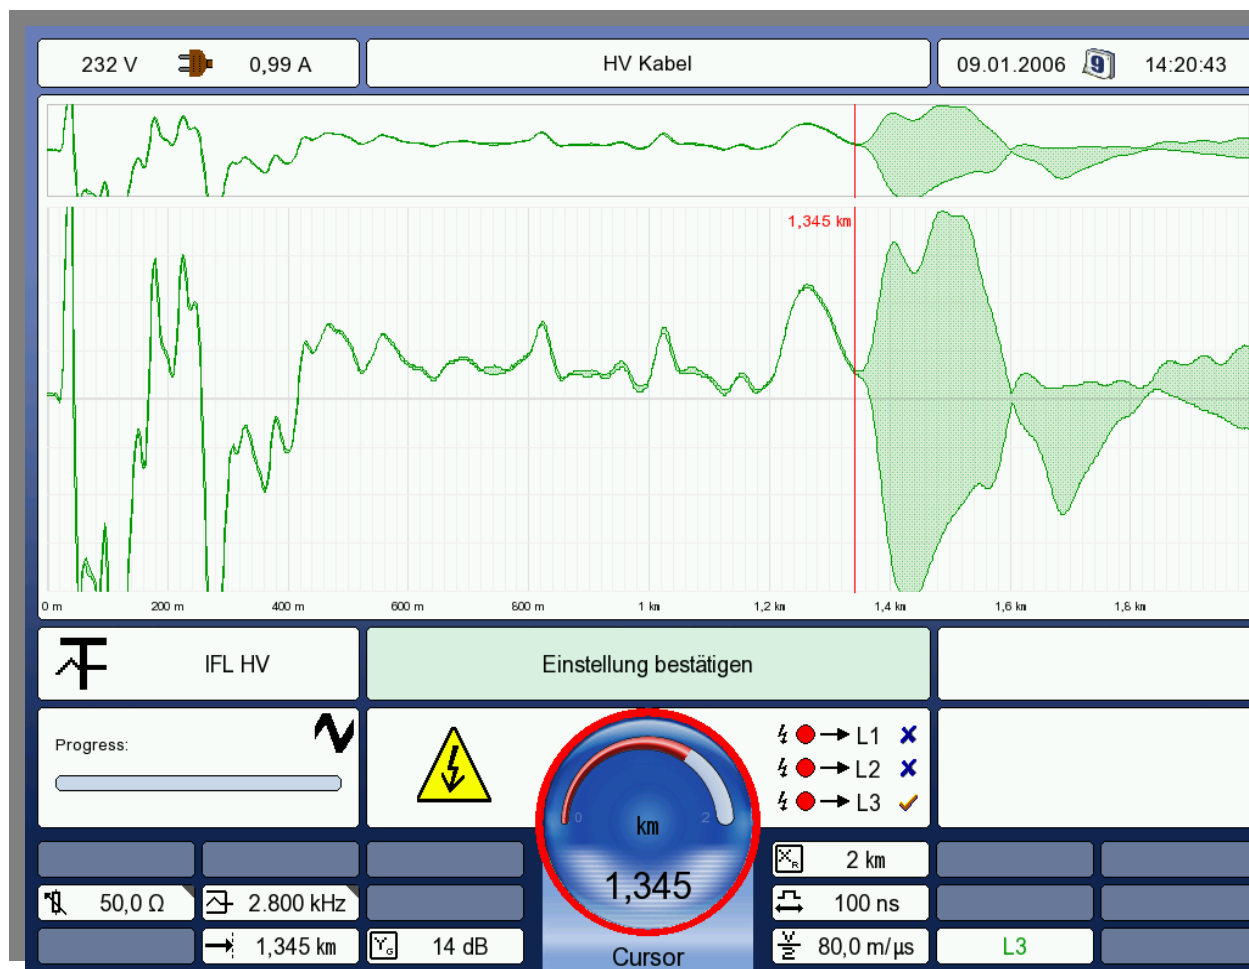 232 V 0,99 A HV Kabel 09.01.2006 9 14:20:43
1,345 km
0 m 200 m 400 m 600 m 800 m 1 km 1,2 km 1,4 km 1,6 km 1,8 km
IFL HV Einstellung bestätigen
Progress:
L1
L2
L3
0 km 2
1,345
Cursor
XR 2 km
50,0 Ω 2.800 kHz 100 ns
1,345 km YG 14 dB V/2 80,0 m/µs L3